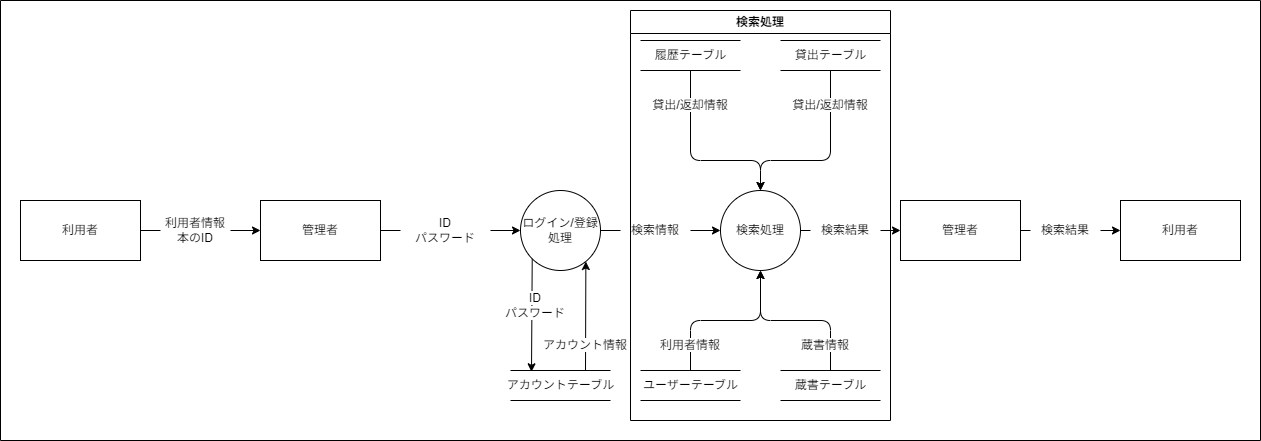 検索処理
履歴テーブル
貸出テーブル
貸出/返却情報
貸出/返却情報
利用者
利用者情報
本のID
管理者
ID
パスワード
ログイン/登録
処理
検索情報
検索処理
検索結果
管理者
検索結果
利用者
ID
パスワード
アカウント情報
利用者情報
蔵書情報
アカウントテーブル
ユーザーテーブル
蔵書テーブル